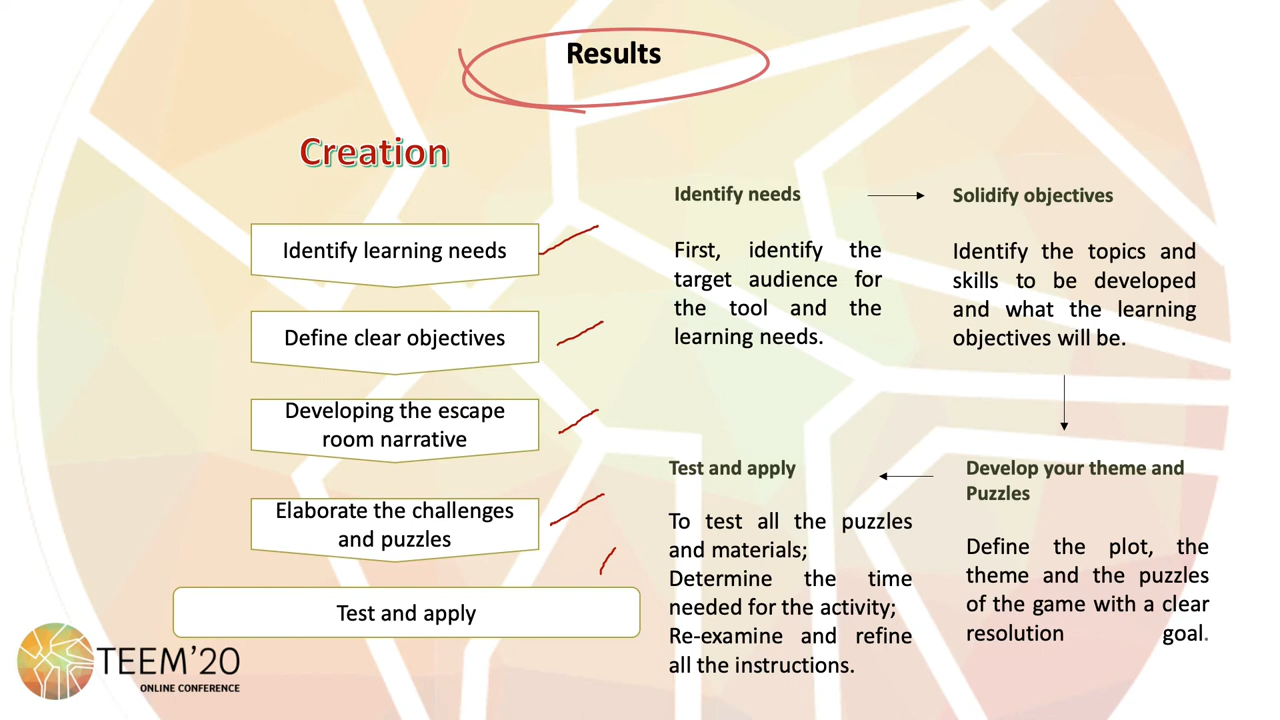 Results
Creation
Identify learning needs
Define clear objectives
Developing the escape
room narrative
Elaborate the challenges
and puzzles
Test and apply
Identify needs
First, identify the
target audience for
the tool and the
learning needs.
Solidify objectives
Identify the topics and
skills to be developed
and what the learning
objectives will be.
Develop your theme and
Puzzles
Define the plot, the
theme and the puzzles
of the game with a clear
resolution goal.
Test and apply
To test all the puzzles
and materials;
Determine the time
needed for the activity;
Re-examine and refine
all the instructions.
TEEM'20
ONLINE CONFERENCE